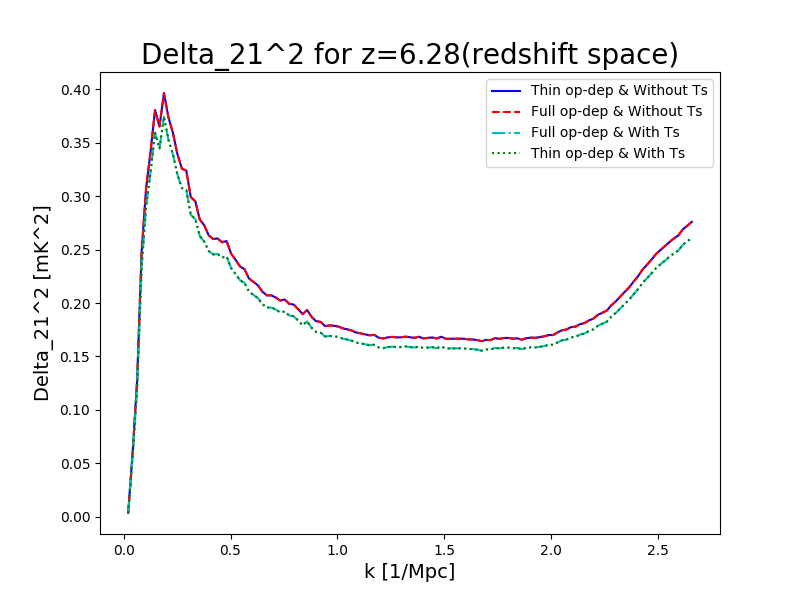 Delta_21^2 for z=6.28(redshift space)
Thin op-dep & Without Ts
Full op-dep & Without Ts
Full op-dep & With Ts
Thin op-dep & With Ts
Delta_21^2 [mK^2]
0.40
0.35
0.30
0.25
0.20
0.15
0.10
0.05
0.00
0.0 0.5 1.0 1.5 2.0 2.5
k [1/Mpc]